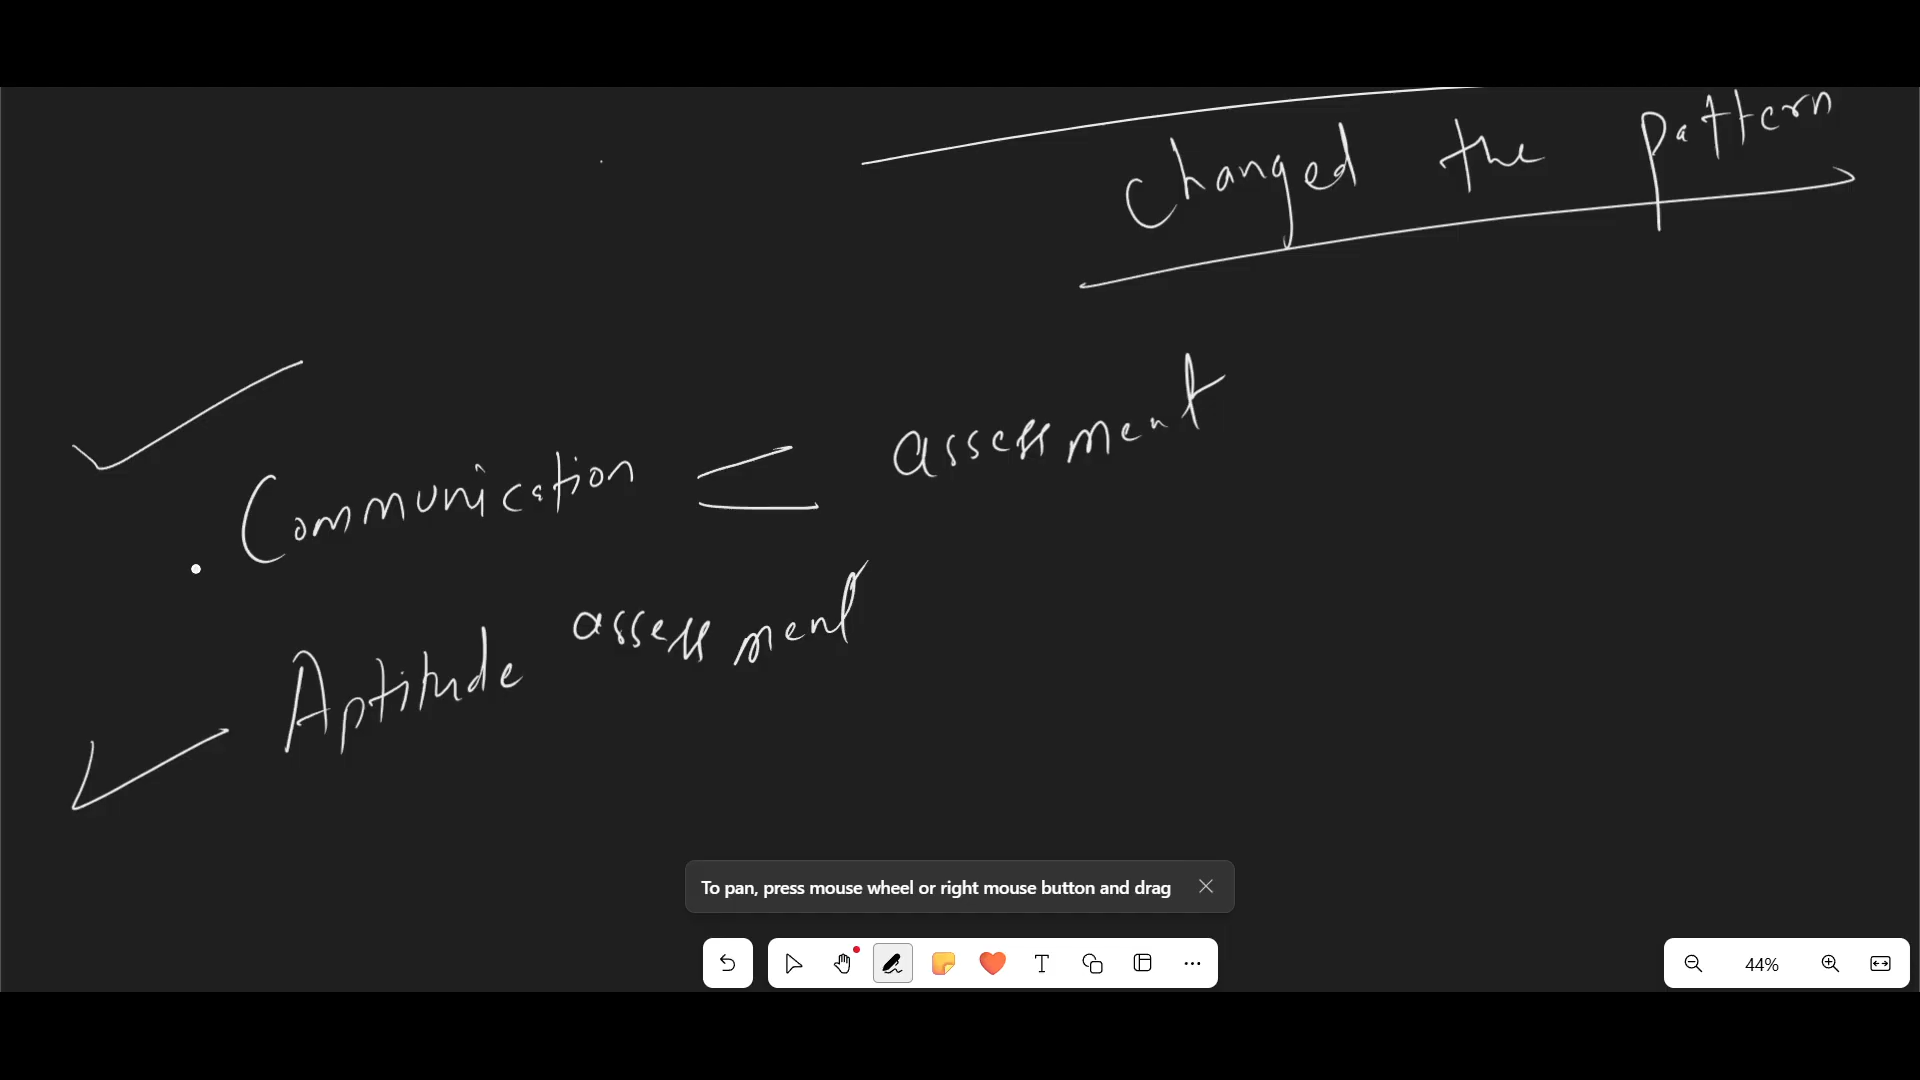 changed the pattern
Communication assessment
Aptitude assessment
To pan, press mouse wheel or right mouse button and drag
44%